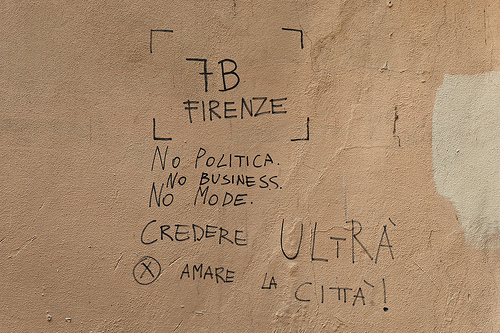 7B
FIRENZE
No POLITICA.
No BUSINESS.
No MODE.
CREDERE ULTRÀ
X AMARE LA CITTÀ!